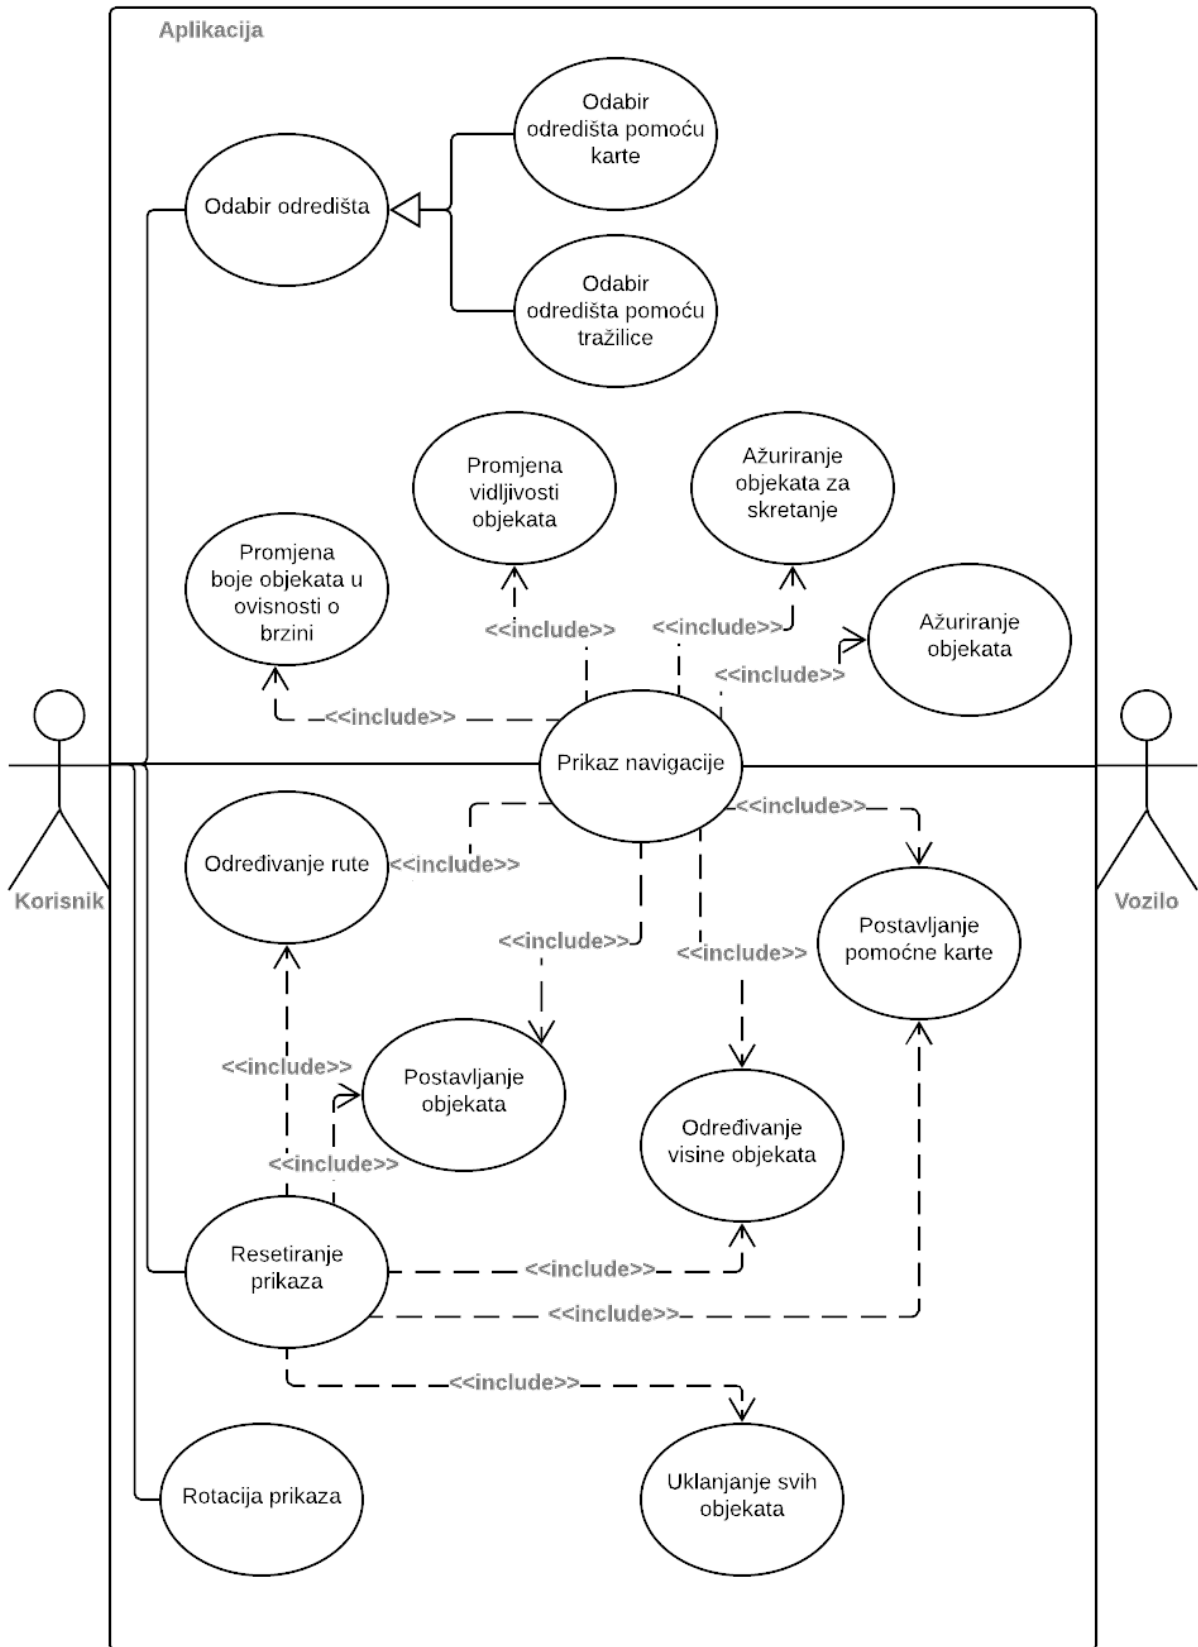 Aplikacija
Odabir
odredišta pomoću
karte
Odabir odredišta
Odabir
odredišta pomoću
tražilice
Promjena
vidljivosti
objekata
Ažuriranje
objekata za
skretanje
Promjena
boje objekata u
ovisnosti o
brzini
Ažuriranje
objekata
<<include>>
<<include>>
<<include>>
<<include>>
Prikaz navigacije
<<include>>
Određivanje rute
<<include>>
Korisnik
Vozilo
Postavljanje
pomoćne karte
<<include>>
<<include>>
<<include>>
Postavljanje
objekata
Određivanje
visine objekata
<<include>>
Resetiranje
prikaza
<<include>>
<<include>>
<<include>>
Rotacija prikaza
Uklanjanje svih
objekata